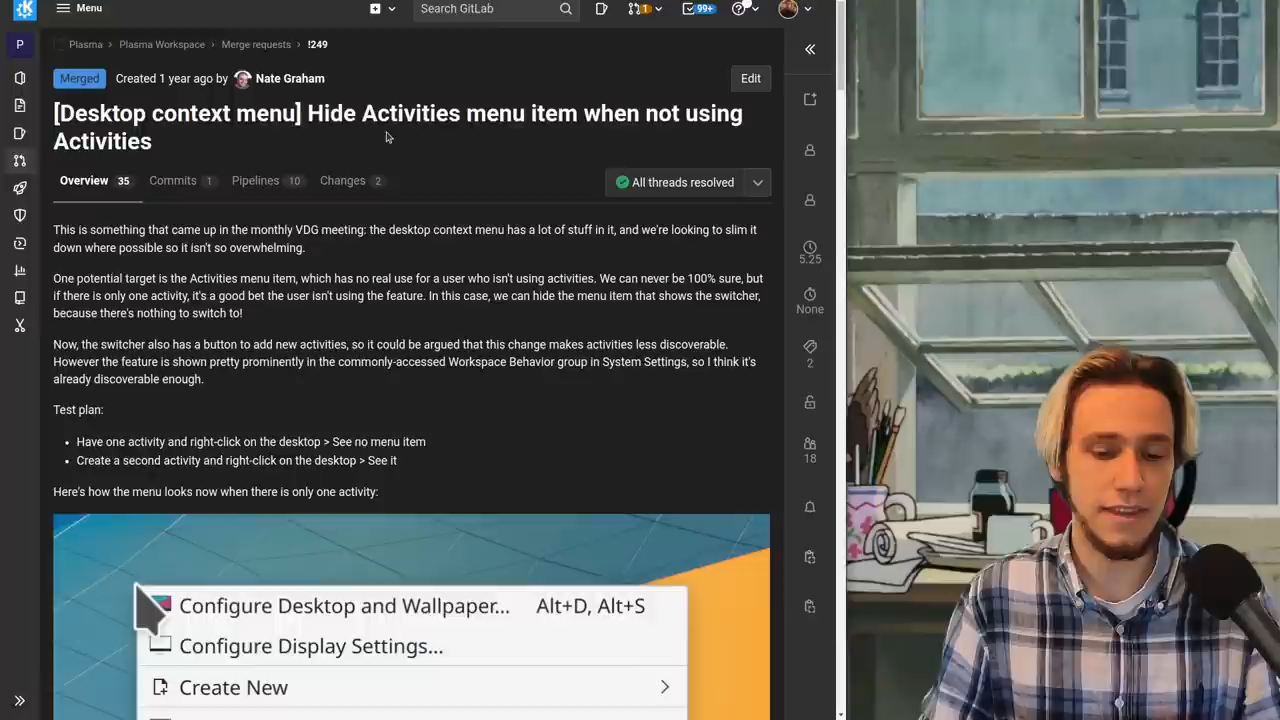 Menu
Search GitLab
1
99+
P
Plasma > Plasma Workspace > Merge requests > !249
Merged Created 1 year ago by Nate Graham
Edit
[Desktop context menu] Hide Activities menu item when not using
Activities
Overview 35 Commits 1 Pipelines 10 Changes 2
All threads resolved
This is something that came up in the monthly VDG meeting: the desktop context menu has a lot of stuff in it, and we're looking to slim it
down where possible so it isn't so overwhelming.
One potential target is the Activities menu item, which has no real use for a user who isn't using activities. We can never be 100% sure, but
if there is only one activity, it's a good bet the user isn't using the feature. In this case, we can hide the menu item that shows the switcher,
because there's nothing to switch to!
Now, the switcher also has a button to add new activities, so it could be argued that this change makes activities less discoverable.
However the feature is shown pretty prominently in the commonly-accessed Workspace Behavior group in System Settings, so I think it's
already discoverable enough.
Test plan:
• Have one activity and right-click on the desktop > See no menu item
• Create a second activity and right-click on the desktop > See it
Here's how the menu looks now when there is only one activity:
Configure Desktop and Wallpaper... Alt+D, Alt+S
Configure Display Settings...
Create New
5.25
None
2
18